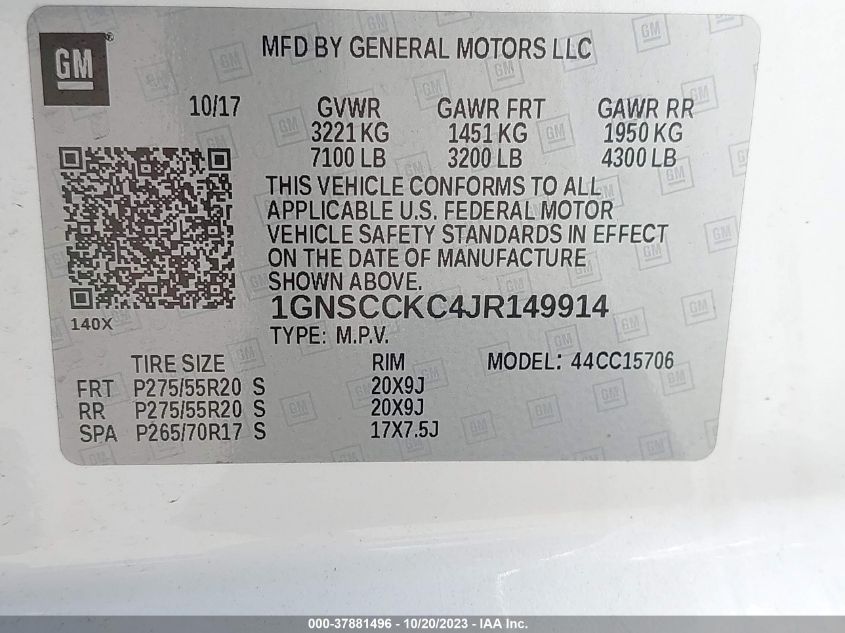 GM
MFD BY GENERAL MOTORS LLC
10/17 GVWR GAWR FRT GAWR RR
3221 KG 1451 KG 1950 KG
7100 LB 3200 LB 4300 LB
THIS VEHICLE CONFORMS TO ALL
APPLICABLE U.S. FEDERAL MOTOR
VEHICLE SAFETY STANDARDS IN EFFECT
ON THE DATE OF MANUFACTURE
SHOWN ABOVE.
1GNSCCKC4JR149914
140X
TYPE: M.P.V.
TIRE SIZE RIM MODEL: 44CC15706
FRT P275/55R20 S 20X9J
RR P275/55R20 S 20X9J
SPA P265/70R17 S 17X7.5J
000-37881496 - 10/20/2023 - IAA Inc.